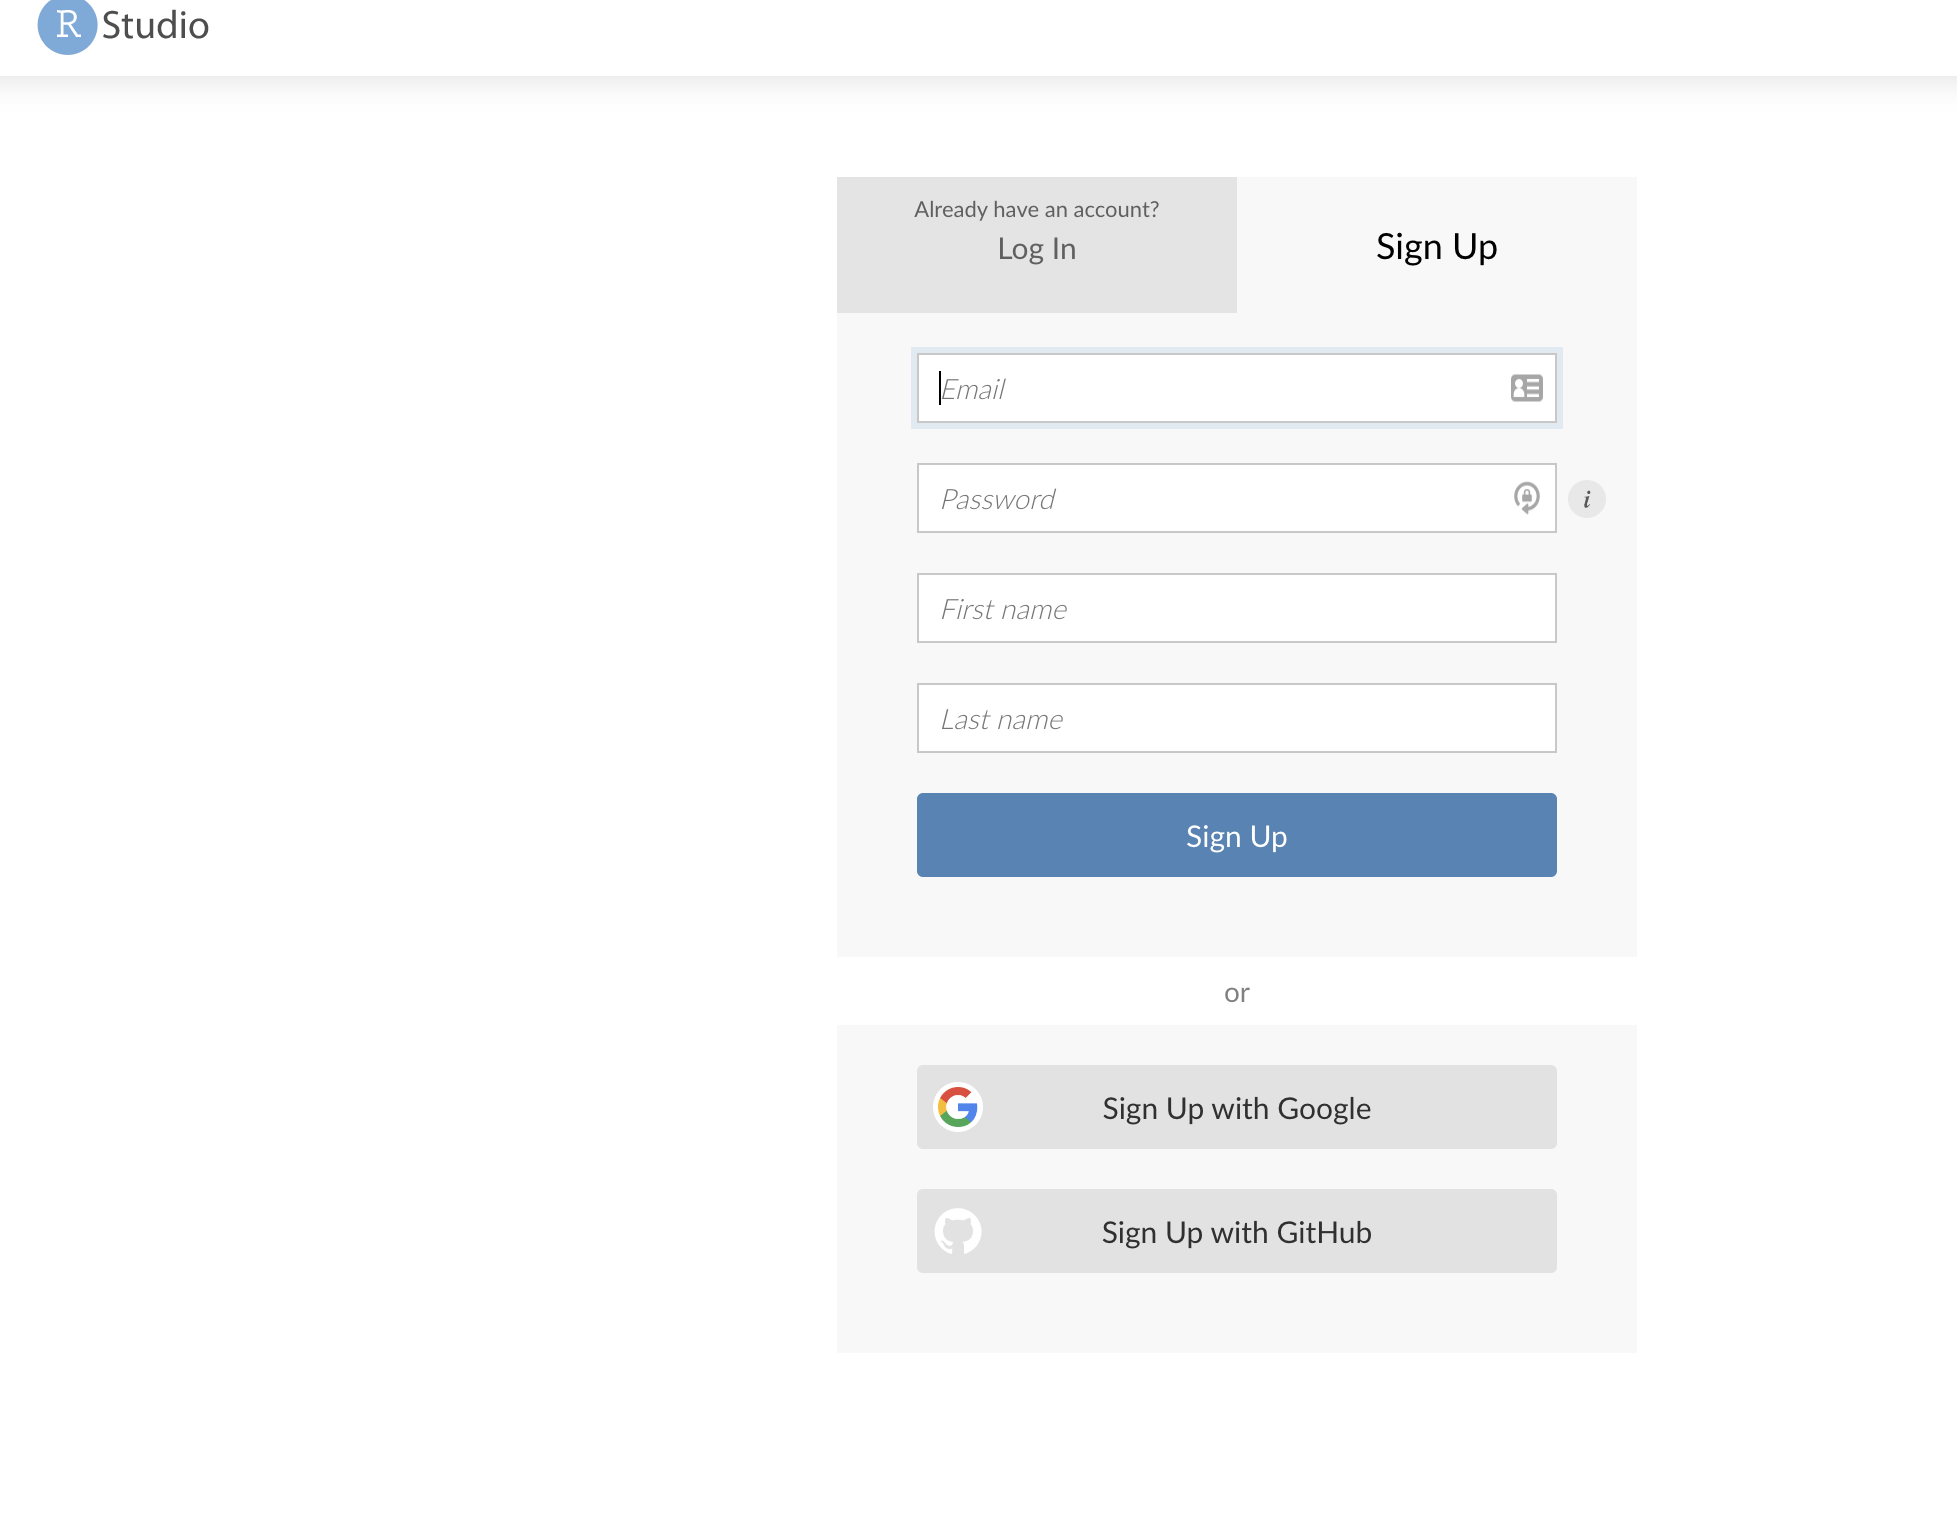 R Studio
Already have an account?
Log In
Sign Up
Email
Password
i
First name
Last name
Sign Up
or
Sign Up with Google
Sign Up with GitHub